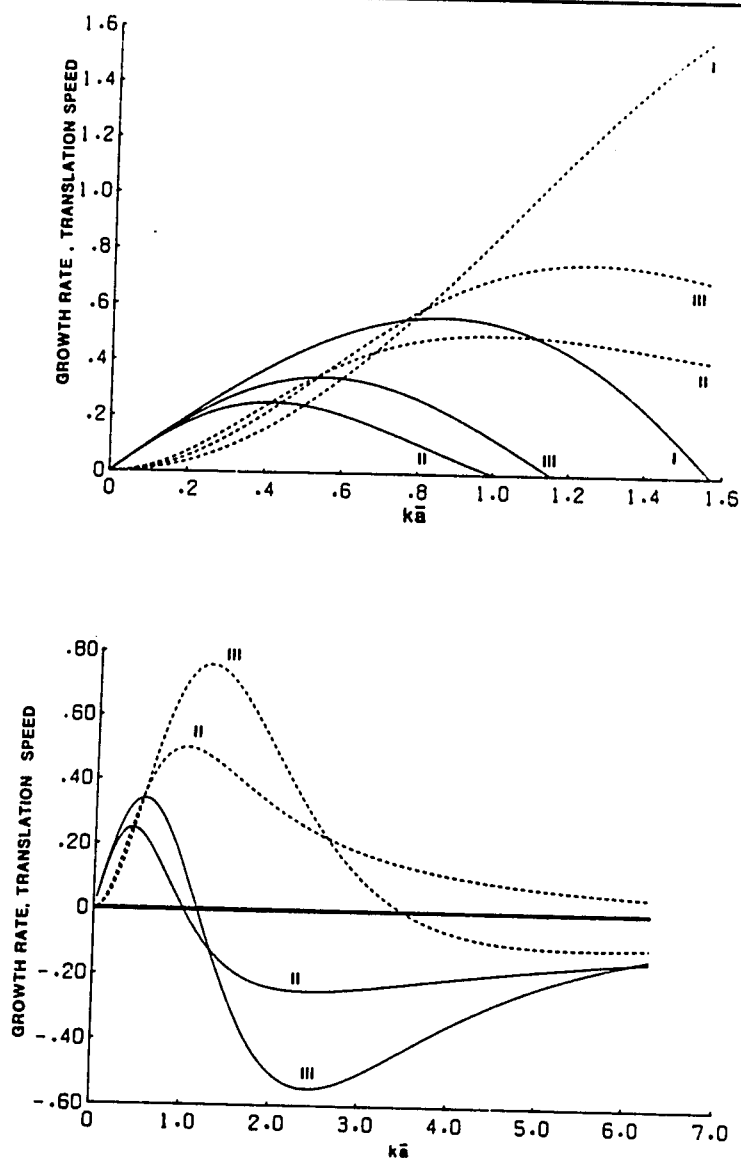 GROWTH RATE, TRANSLATION SPEED
1.6
1.4
1.2
1.0
.8
.6
.4
.2
0
I
III
II
II
III
I
0 .2 .4 .6 .8 1.0 1.2 1.4 1.6
kā
GROWTH RATE, TRANSLATION SPEED
.80
.60
.40
.20
0
-.20
-.40
-.60
III
II
II
III
0 1.0 2.0 3.0 4.0 5.0 6.0 7.0
kā